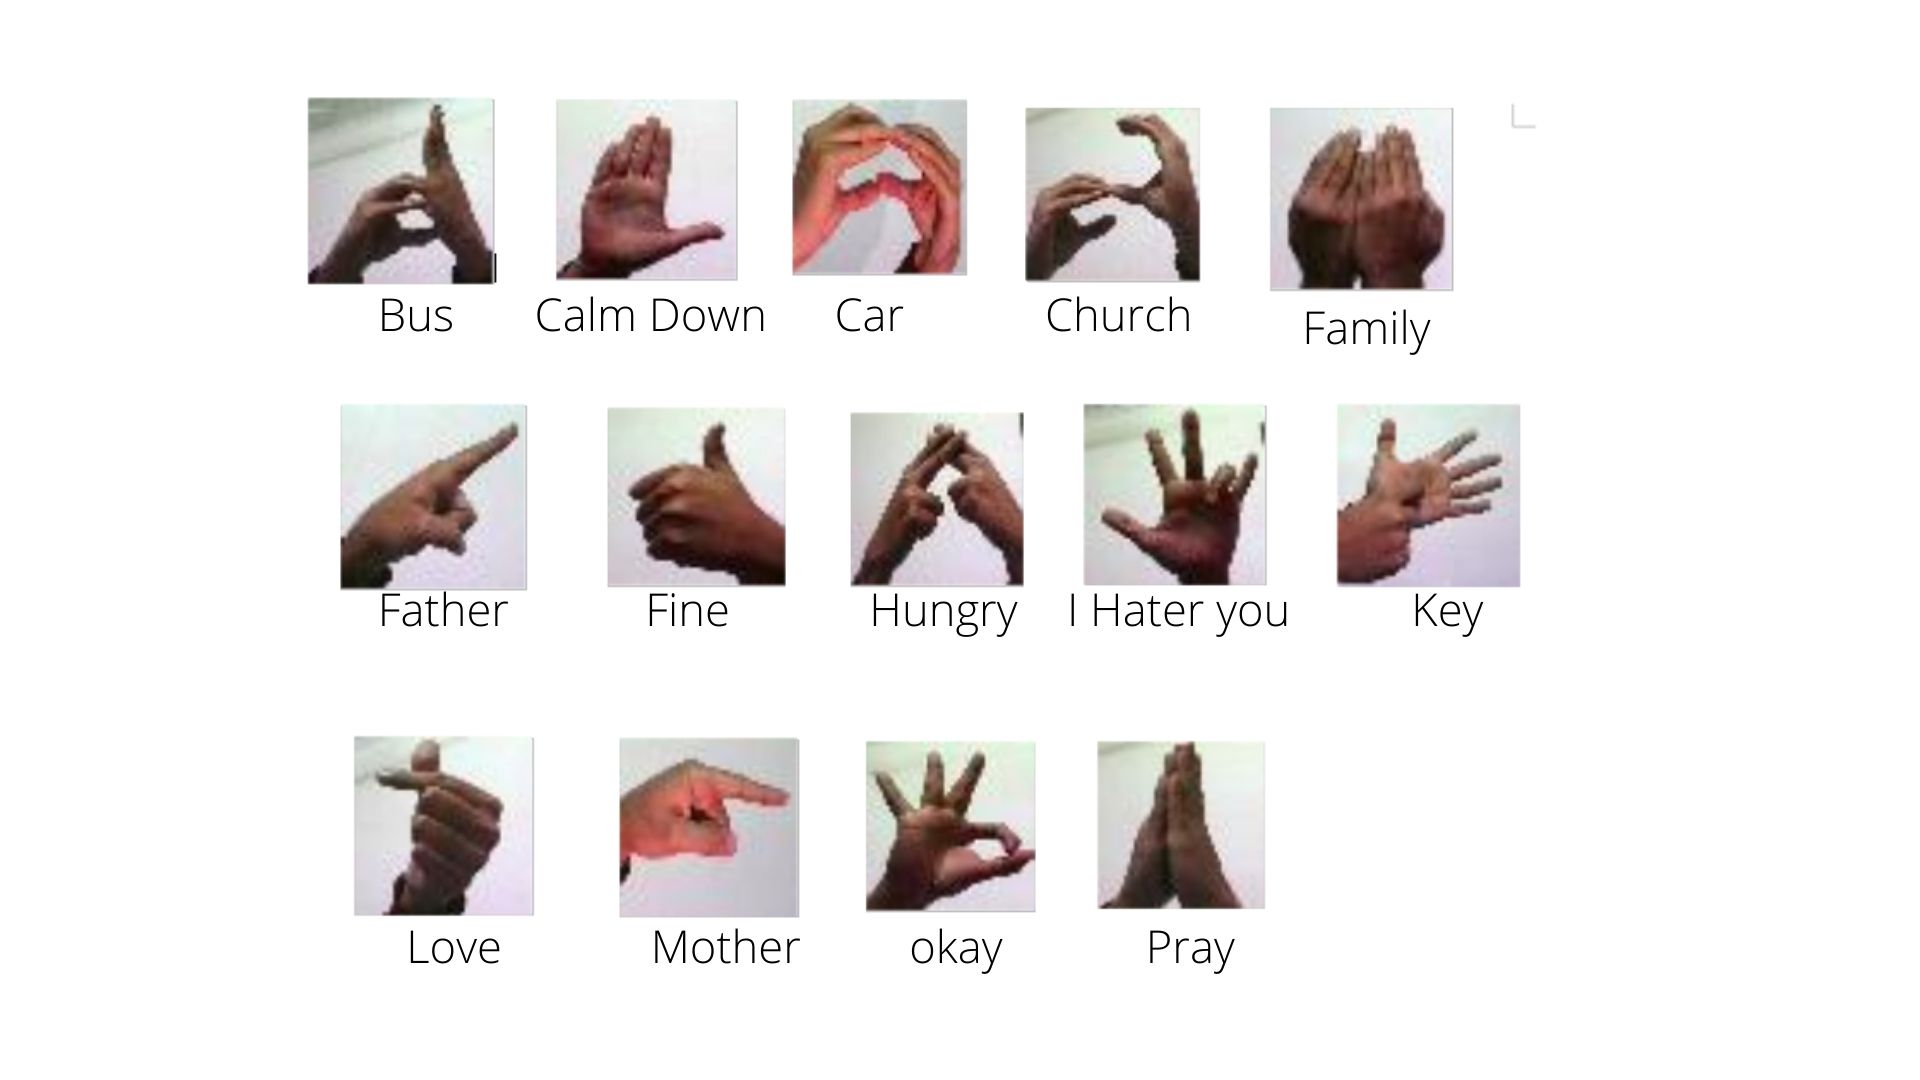 Bus
Calm Down
Car
Church
Family
Father
Fine
Hungry
I Hater you
Key
Love
Mother
okay
Pray